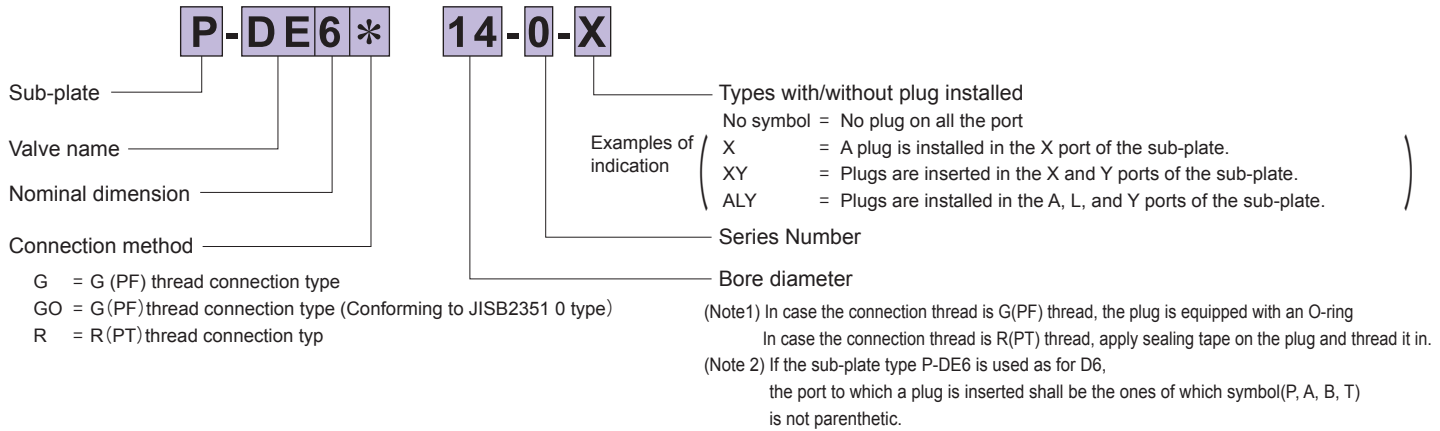 P-DE6* 14-0-X
Sub-plate
Valve name
Nominal dimension
Connection method
G = G (PF) thread connection type
GO = G(PF)thread connection type (Conforming to JISB2351 0 type)
R = R(PT)thread connection typ
Types with/without plug installed
No symbol = No plug on all the port
Examples of
indication
X = A plug is installed in the X port of the sub-plate.
XY = Plugs are inserted in the X and Y ports of the sub-plate.
ALY = Plugs are installed in the A, L, and Y ports of the sub-plate.
Series Number
Bore diameter
(Note1) In case the connection thread is G(PF) thread, the plug is equipped with an O-ring
In case the connection thread is R(PT) thread, apply sealing tape on the plug and thread it in.
(Note 2) If the sub-plate type P-DE6 is used as for D6,
the port to which a plug is inserted shall be the ones of which symbol(P, A, B, T)
is not parenthetic.